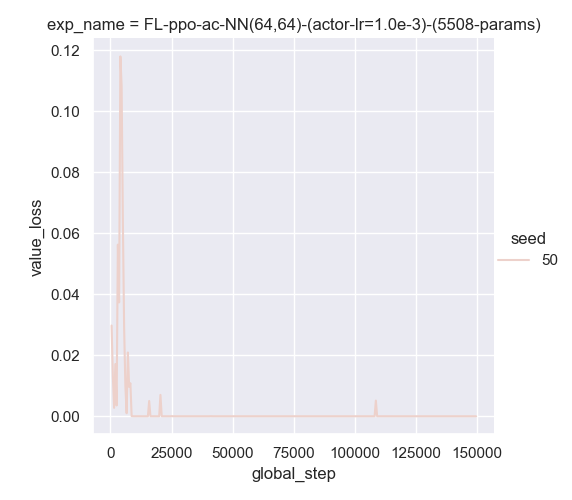 exp_name = FL-ppo-ac-NN(64,64)-(actor-lr=1.0e-3)-(5508-params)
0.12
0.10
0.08
0.06
0.04
0.02
0.00
value_loss
0 25000 50000 75000 100000 125000 150000
global_step
seed
50